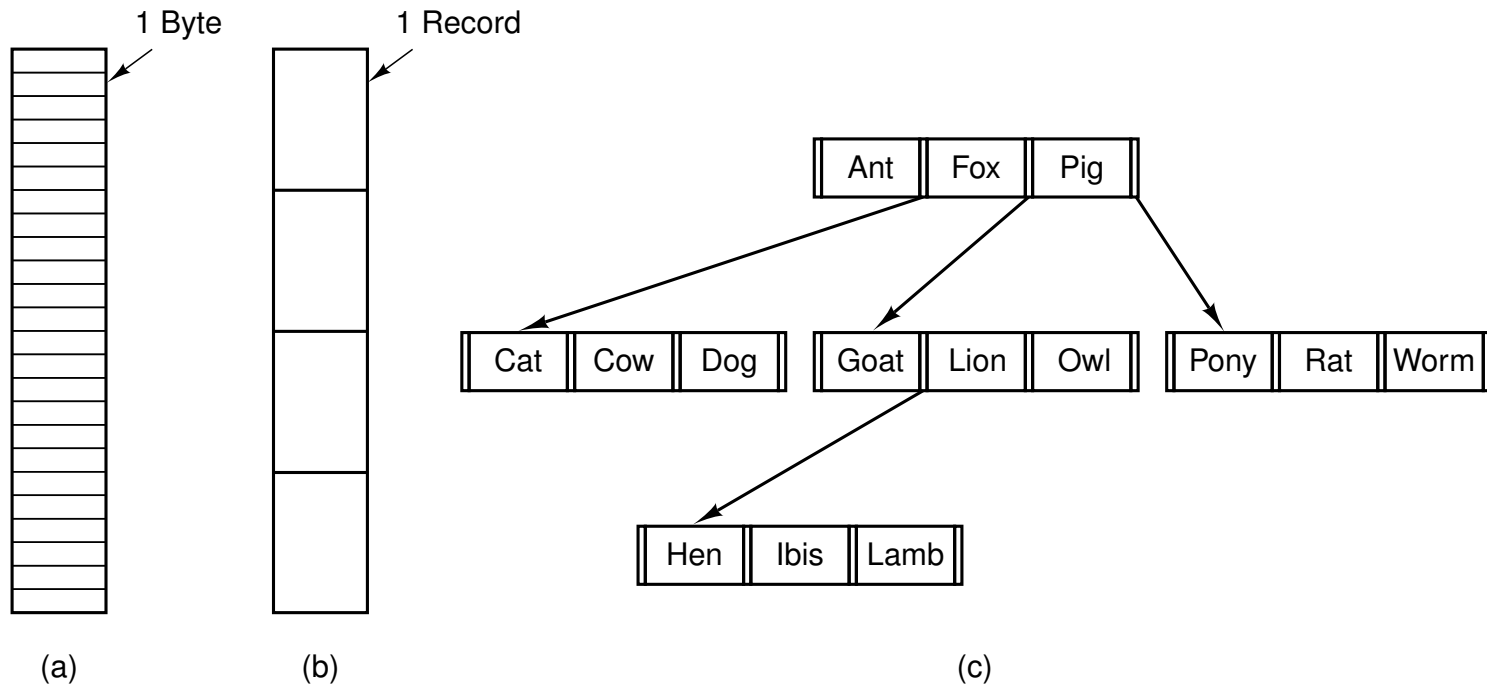 1 Byte 1 Record
Ant Fox Pig
Cat Cow Dog Goat Lion Owl Pony Rat Worm
Hen Ibis Lamb
(a) (b) (c)